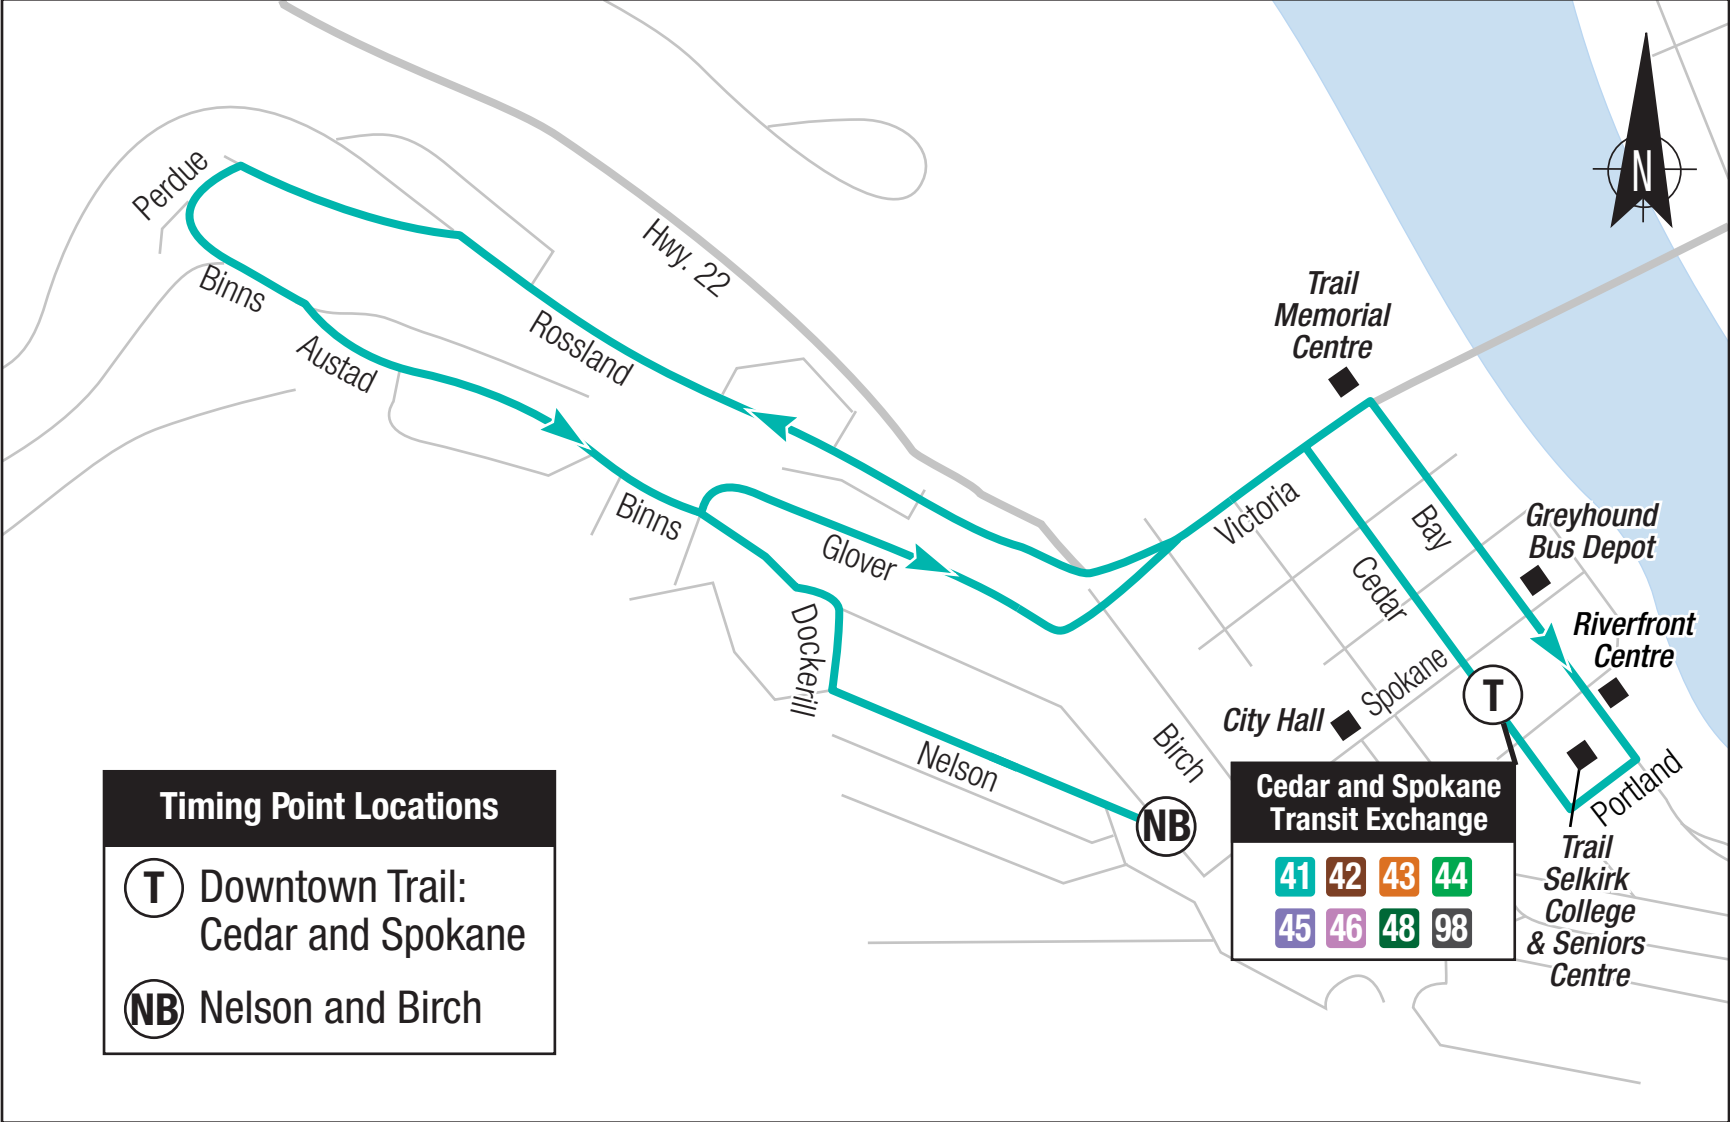 N
Perdue
Hwy. 22
Binns
Rossland
Austad
Trail
Memorial
Centre
Victoria
Bay
Greyhound
Bus Depot
Binns
Glover
Cedar
Riverfront
Centre
Dockerill
Spokane
T
City Hall
Birch
Nelson
Portland
NB
Cedar and Spokane
Transit Exchange
41 42 43 44
45 46 48 98
Trail
Selkirk
College
& Seniors
Centre
Timing Point Locations
T Downtown Trail:
Cedar and Spokane
NB Nelson and Birch